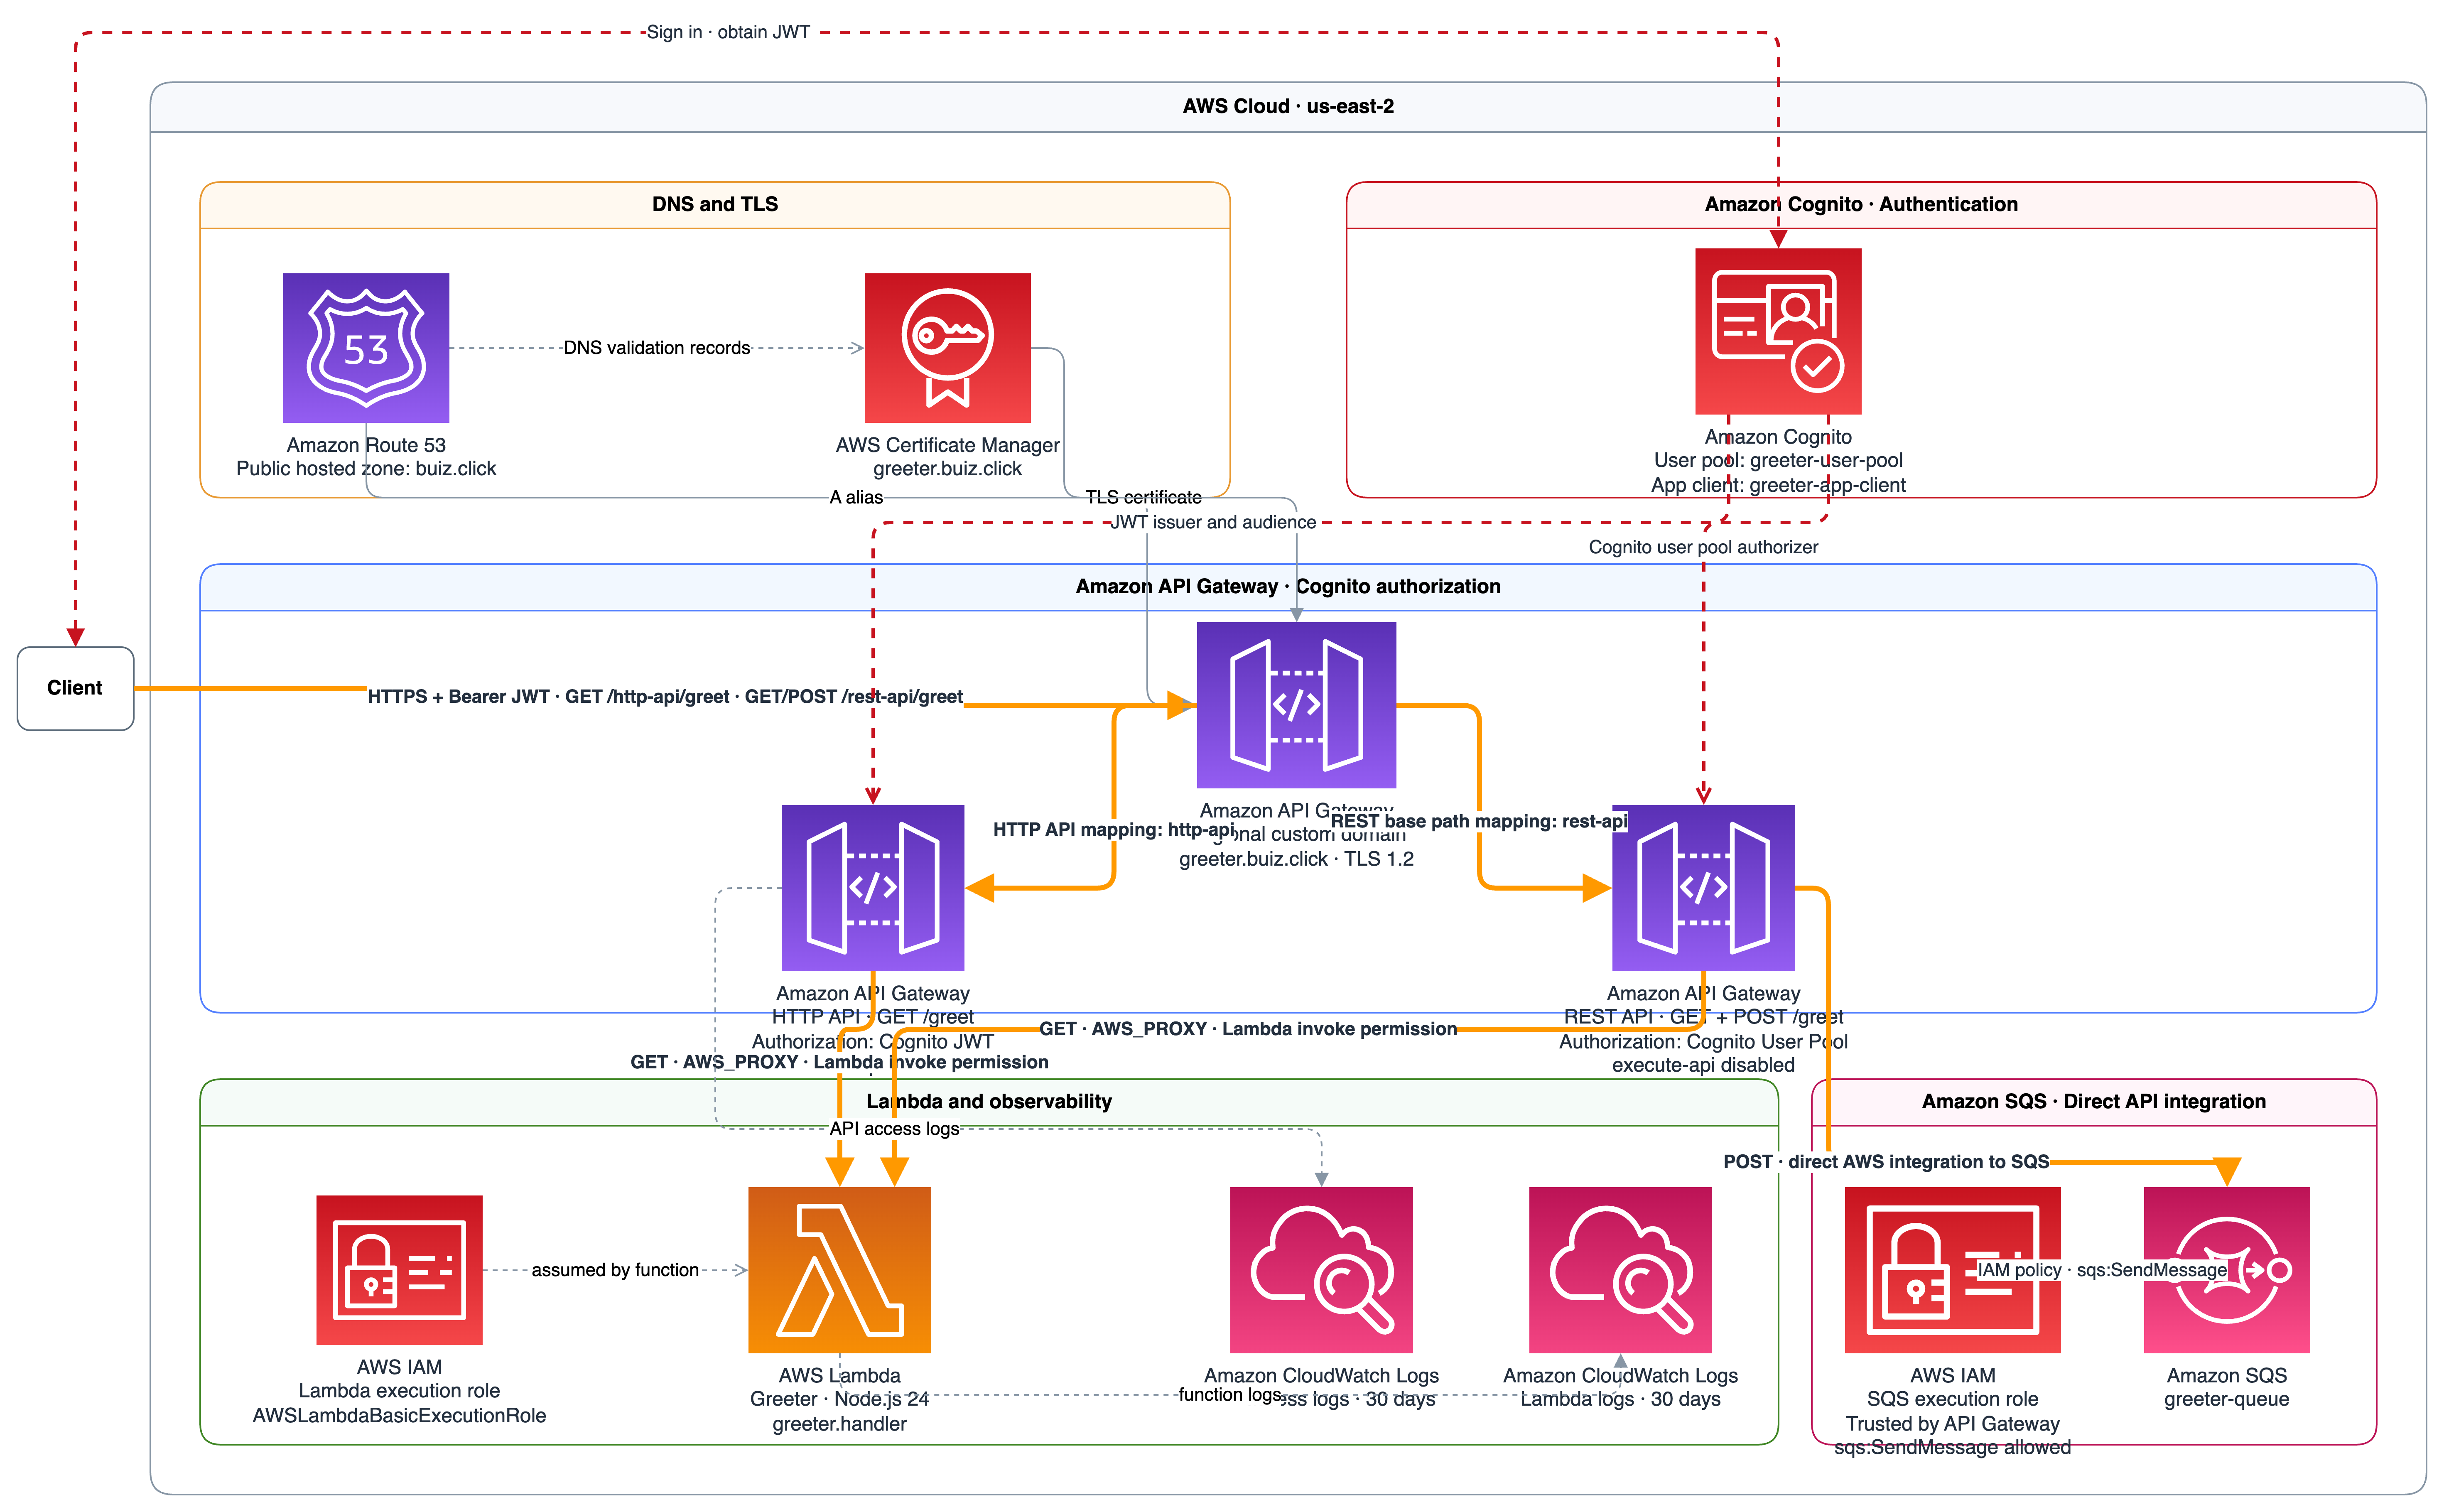 Sign in · obtain JWT
AWS Cloud · us-east-2
DNS and TLS
Amazon Cognito · Authentication
53
DNS validation records
Amazon Route 53
Public hosted zone: buiz.click
AWS Certificate Manager
greeter.buiz.click
Amazon Cognito
User pool: greeter-user-pool
App client: greeter-app-client
A alias
TLS certificate
JWT issuer and audience
Cognito user pool authorizer
Amazon API Gateway · Cognito authorization
Client
HTTPS + Bearer JWT · GET /http-api/greet · GET/POST /rest-api/greet
Amazon API Gateway
custom domain
greeter.buiz.click · TLS 1.2
HTTP API mapping: http-api
REST base path mapping: rest-api
Amazon API Gateway
HTTP API · GET /greet
Authorization: Cognito JWT
Amazon API Gateway
REST API · GET + POST /greet
Authorization: Cognito User Pool
execute-api disabled
GET · AWS_PROXY · Lambda invoke permission
GET · AWS_PROXY · Lambda invoke permission
Lambda and observability
Amazon SQS · Direct API integration
API access logs
POST · direct AWS integration to SQS
assumed by function
IAM policy · sqs:SendMessage
AWS IAM
Lambda execution role
AWSLambdaBasicExecutionRole
AWS Lambda
Greeter · Node.js 24
greeter.handler
function logs
Amazon CloudWatch Logs
logs · 30 days
Amazon CloudWatch Logs
Lambda logs · 30 days
AWS IAM
SQS execution role
Trusted by API Gateway
sqs:SendMessage allowed
Amazon SQS
greeter-queue